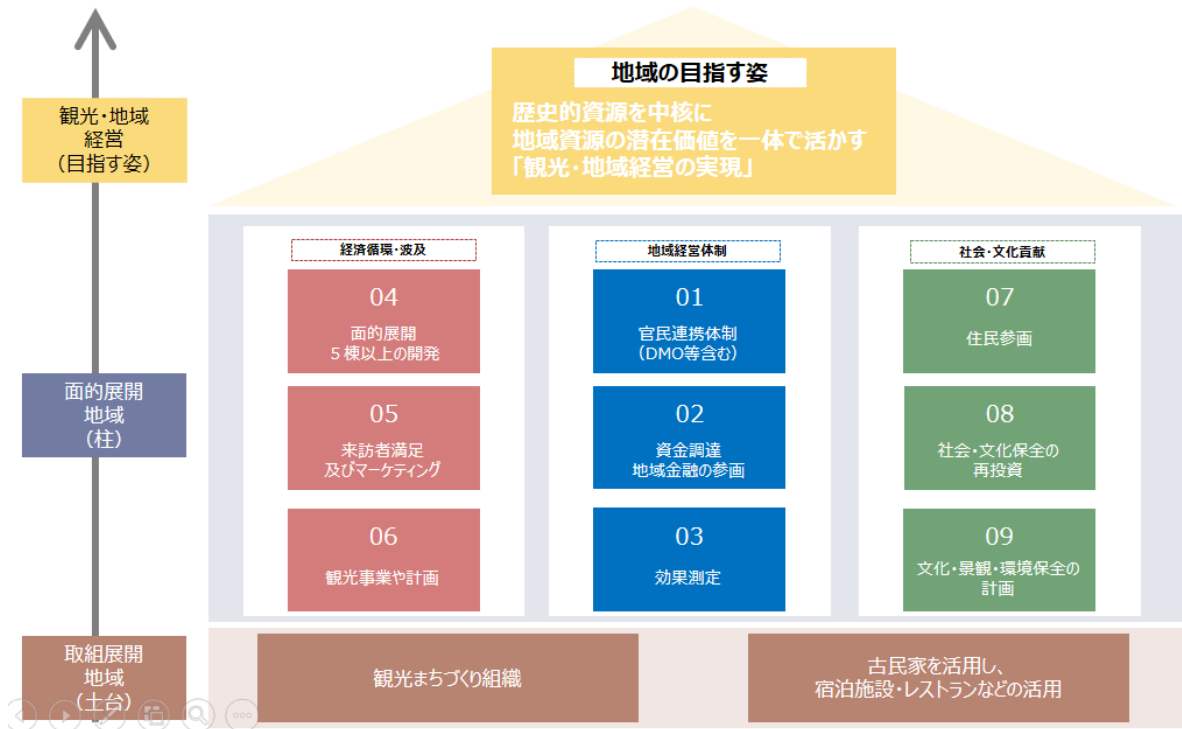 観光・地域
経営
（目指す姿）
面的展開
地域
（柱）
取組展開
地域
（土台）
地域の目指す姿
歴史的資源を中核に
地域資源の潜在価値を一体で活かす
「観光・地域経営の実現」
経済循環・波及
04
面的展開
５棟以上の開発
05
来訪者満足
及びマーケティング
06
観光事業や計画
地域経営体制
01
官民連携体制
（DMO等含む）
02
資金調達
地域金融の参画
03
効果測定
社会・文化貢献
07
住民参画
08
社会・文化保全の
再投資
09
文化・景観・環境保全の
計画
観光まちづくり組織
古民家を活用し、
宿泊施設・レストランなどの活用